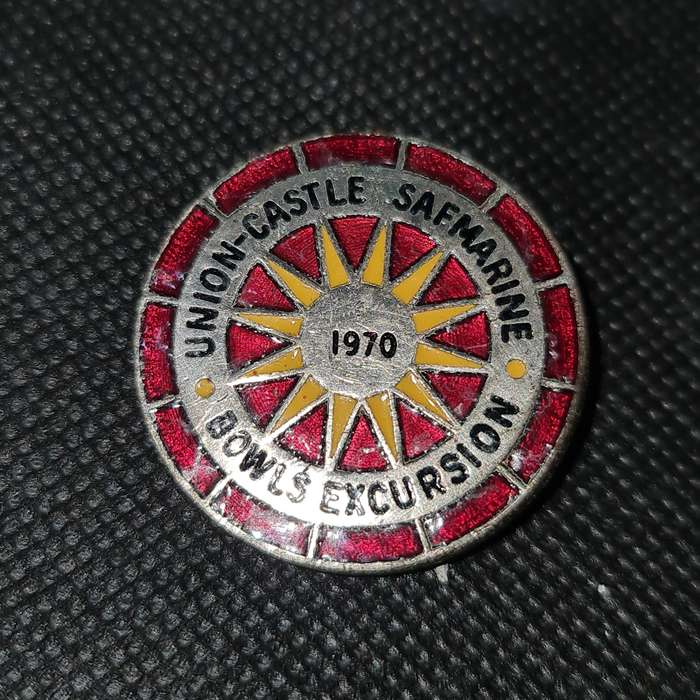 UNION-CASTLE SAFMARINE
1970
BOWLS EXCURSION